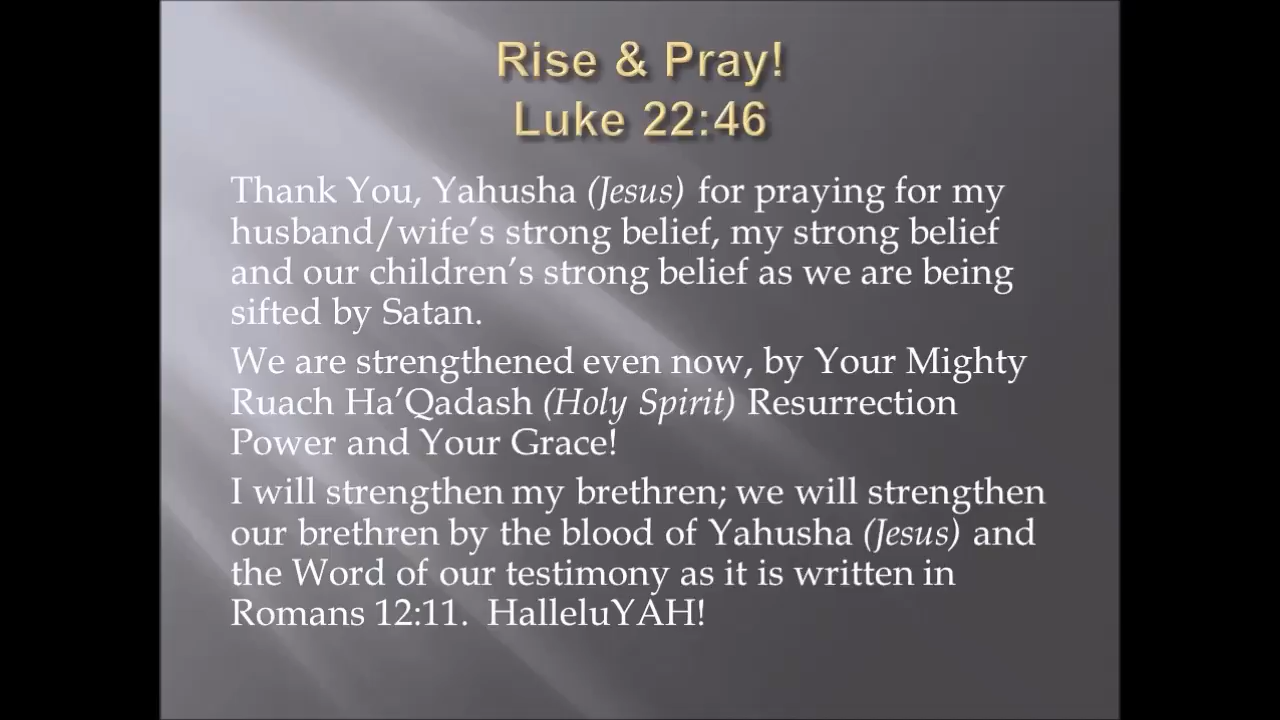 Rise & Pray!
Luke 22:46
Thank You, Yahusha (Jesus) for praying for my
husband/wife’s strong belief, my strong belief
and our children’s strong belief as we are being
sifted by Satan.
We are strengthened even now, by Your Mighty
Ruach Ha’Qadash (Holy Spirit) Resurrection
Power and Your Grace!
I will strengthen my brethren; we will strengthen
our brethren by the blood of Yahusha (Jesus) and
the Word of our testimony as it is written in
Romans 12:11.  HalleluYAH!